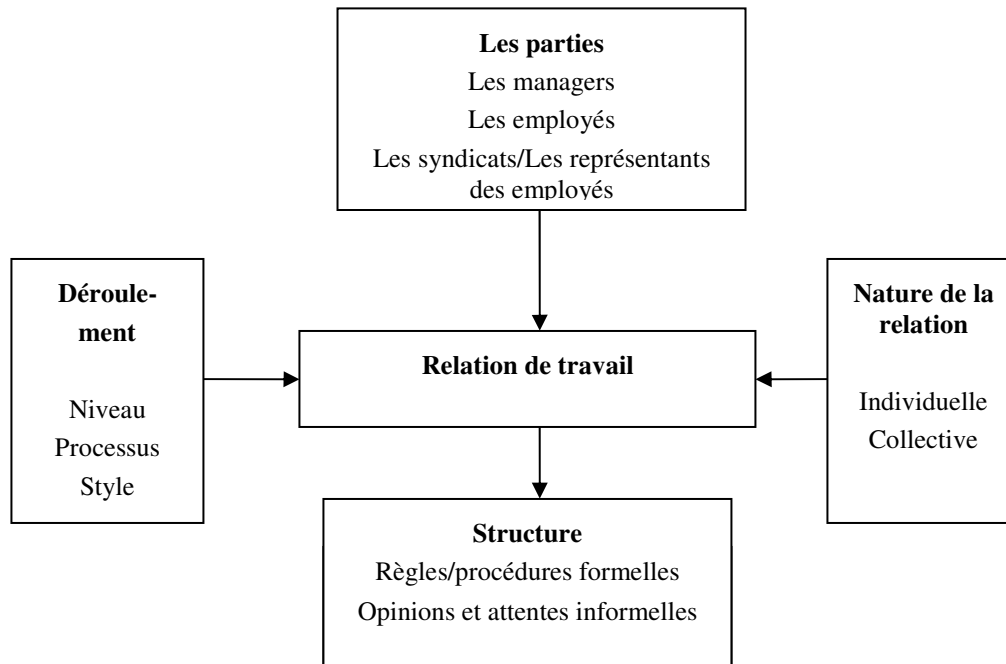 Les parties
Les managers
Les employés
Les syndicats/Les représentants
des employés
Déroule-
ment
Niveau
Processus
Style
Relation de travail
Nature de la
relation
Individuelle
Collective
Structure
Règles/procédures formelles
Opinions et attentes informelles